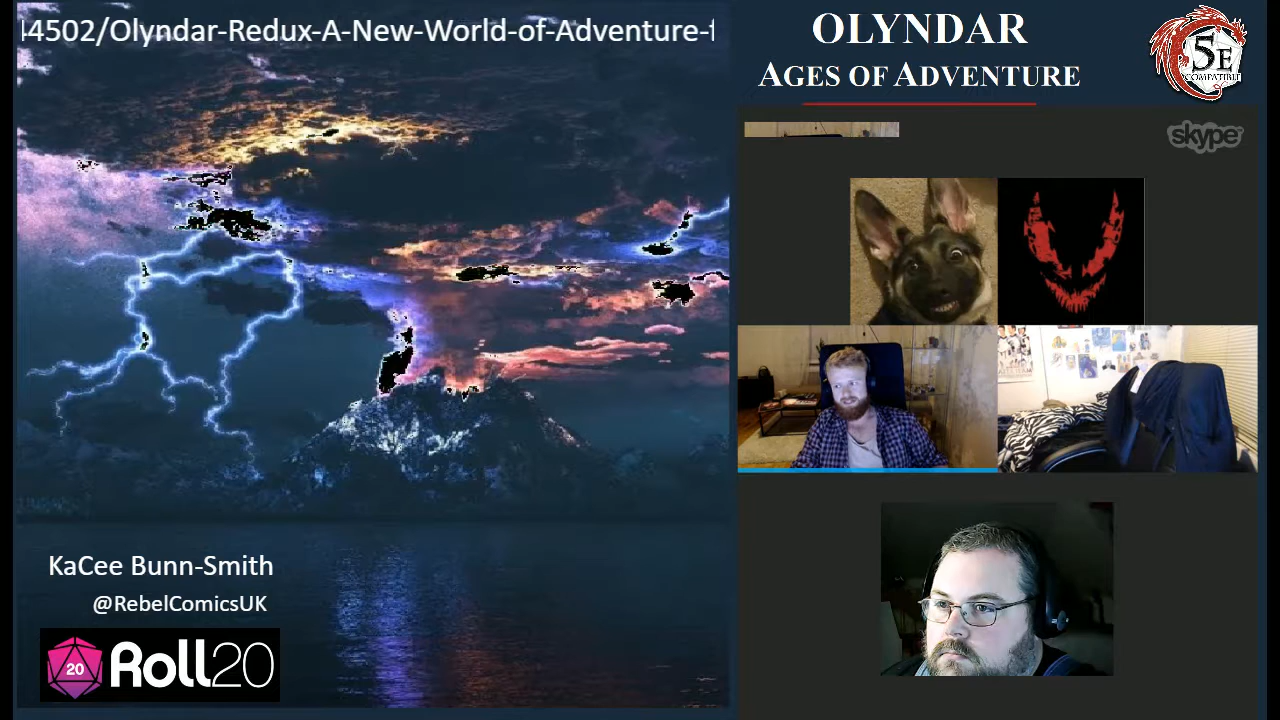 4502/Olyndar-Redux-A-New-World-of-Adventure-f
OLYNDAR
AGES OF ADVENTURE
5E
COMPATIBLE
skype
KaCee Bunn-Smith
@RebelComicsUK
20
Roll20